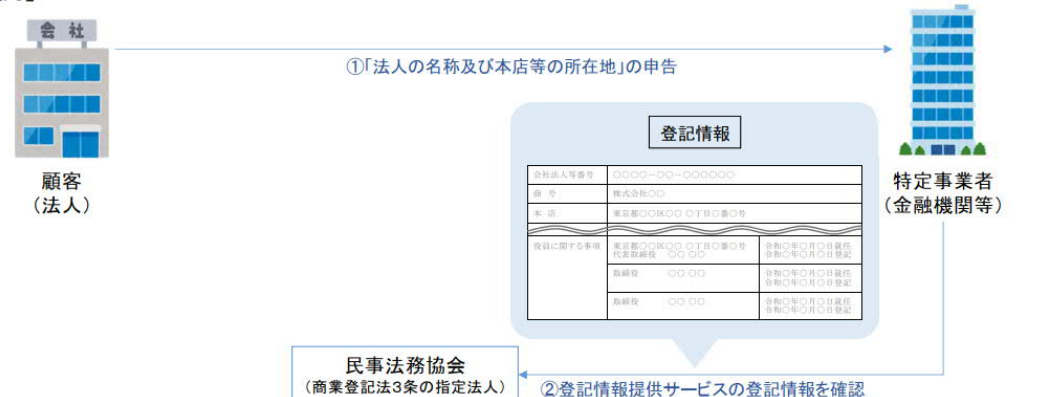 会 社
①「法人の名称及び本店等の所在地」の申告
登記情報
会社法人等番号 ○○○○-○○-○○○○○○
商 号 株式会社○○
本 店 東京都○○区○○ ○丁目○番○号
役員に関する事項 東京都○○区○○ ○丁目○番○号 令和○年○月○日就任
代表取締役 ○○ ○○ 令和○年○月○日登記
取締役 ○○ ○○ 令和○年○月○日就任
令和○年○月○日登記
取締役 ○○ ○○ 令和○年○月○日就任
令和○年○月○日登記
顧客
（法人）
特定事業者
（金融機関等）
民事法務協会
（商業登記法3条の指定法人）
②登記情報提供サービスの登記情報を確認